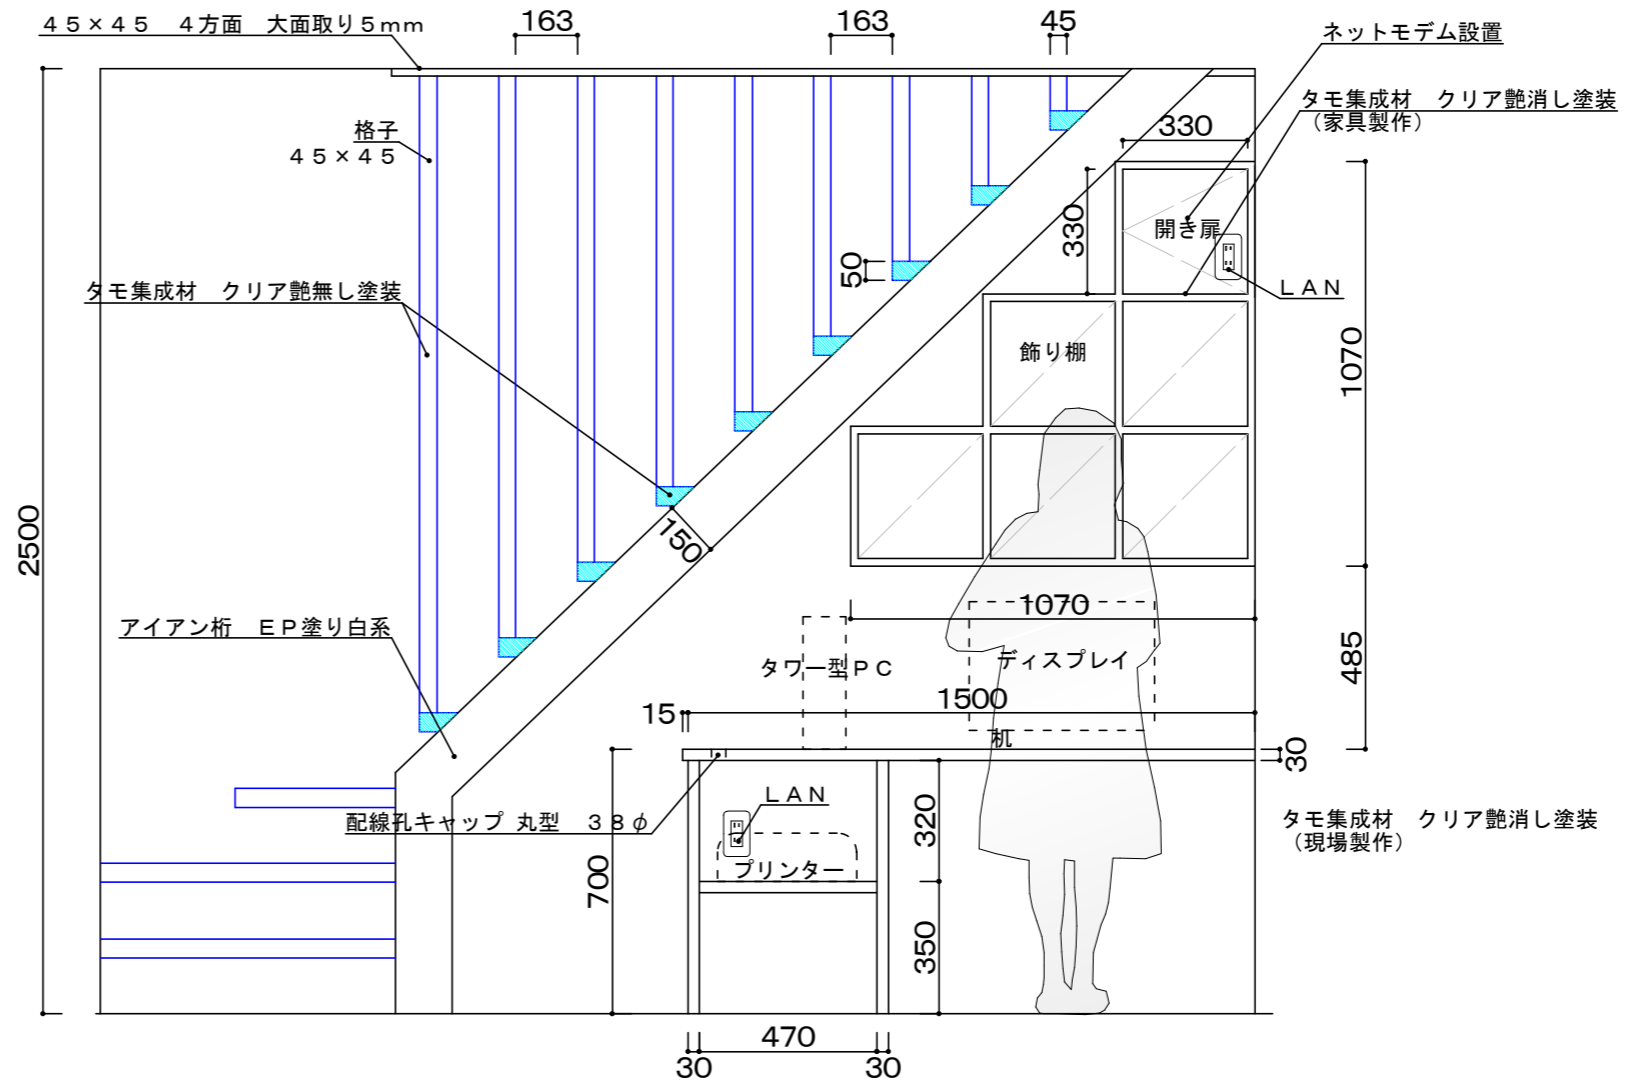 ４５×４５　４方面　大面取り５ｍｍ
163
163
45
ネットモデム設置
タモ集成材　クリア艶消し塗装
（家具製作）
330
格子
４５×４５
330
開き扉
ＬＡＮ
50
タモ集成材　クリア艶無し塗装
飾り棚
1070
2500
150
アイアン桁　ＥＰ塗り白系
1070
タワー型ＰＣ
ディスプレイ
485
15
1500
机
30
ＬＡＮ
配線孔キャップ 丸型　３８φ
320
タモ集成材　クリア艶消し塗装
（現場製作）
プリンター
700
350
470
30
30